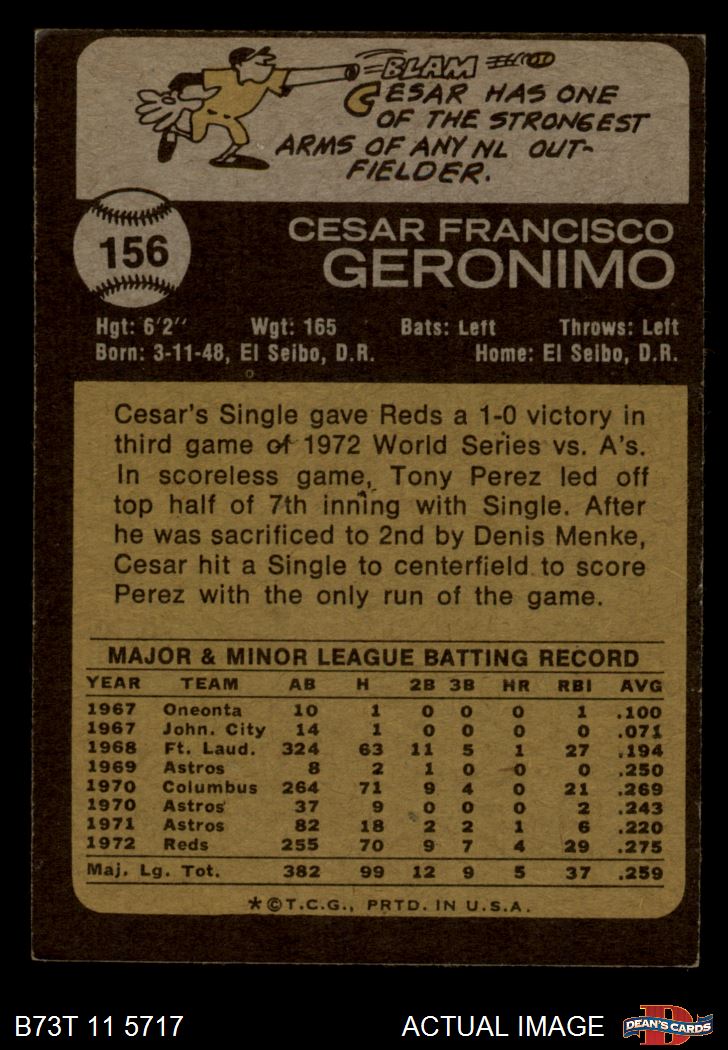 BLAM
CESAR HAS ONE
OF THE STRONGEST
ARMS OF ANY NL OUT-
FIELDER.
156
CESAR FRANCISCO
GERONIMO
Hgt: 6'2" Wgt: 165 Bats: Left Throws: Left
Born: 3-11-48, El Seibo, D.R. Home: El Seibo, D.R.
Cesar's Single gave Reds a 1-0 victory in
third game of 1972 World Series vs. A's.
In scoreless game, Tony Perez led off
top half of 7th inning with Single. After
he was sacrificed to 2nd by Denis Menke,
Cesar hit a Single to centerfield to score
Perez with the only run of the game.
MAJOR & MINOR LEAGUE BATTING RECORD
YEAR TEAM AB H 2B 3B HR RBI AVG
1967 Oneonta 10 1 0 0 0 1 .100
1967 John. City 14 1 0 0 0 0 .071
1968 Ft. Laud. 324 63 11 5 1 27 .194
1969 Astros 8 2 1 0 0 0 .250
1970 Columbus 264 71 9 4 0 21 .269
1970 Astros 37 9 0 0 0 2 .243
1971 Astros 82 18 2 2 1 6 .220
1972 Reds 255 70 9 7 4 29 .275
Maj. Lg. Tot. 382 99 12 9 5 37 .259
*©T.C.G., PRTD. IN U.S.A.
B73T 11 5717 ACTUAL IMAGE
D
DEAN'S CARDS